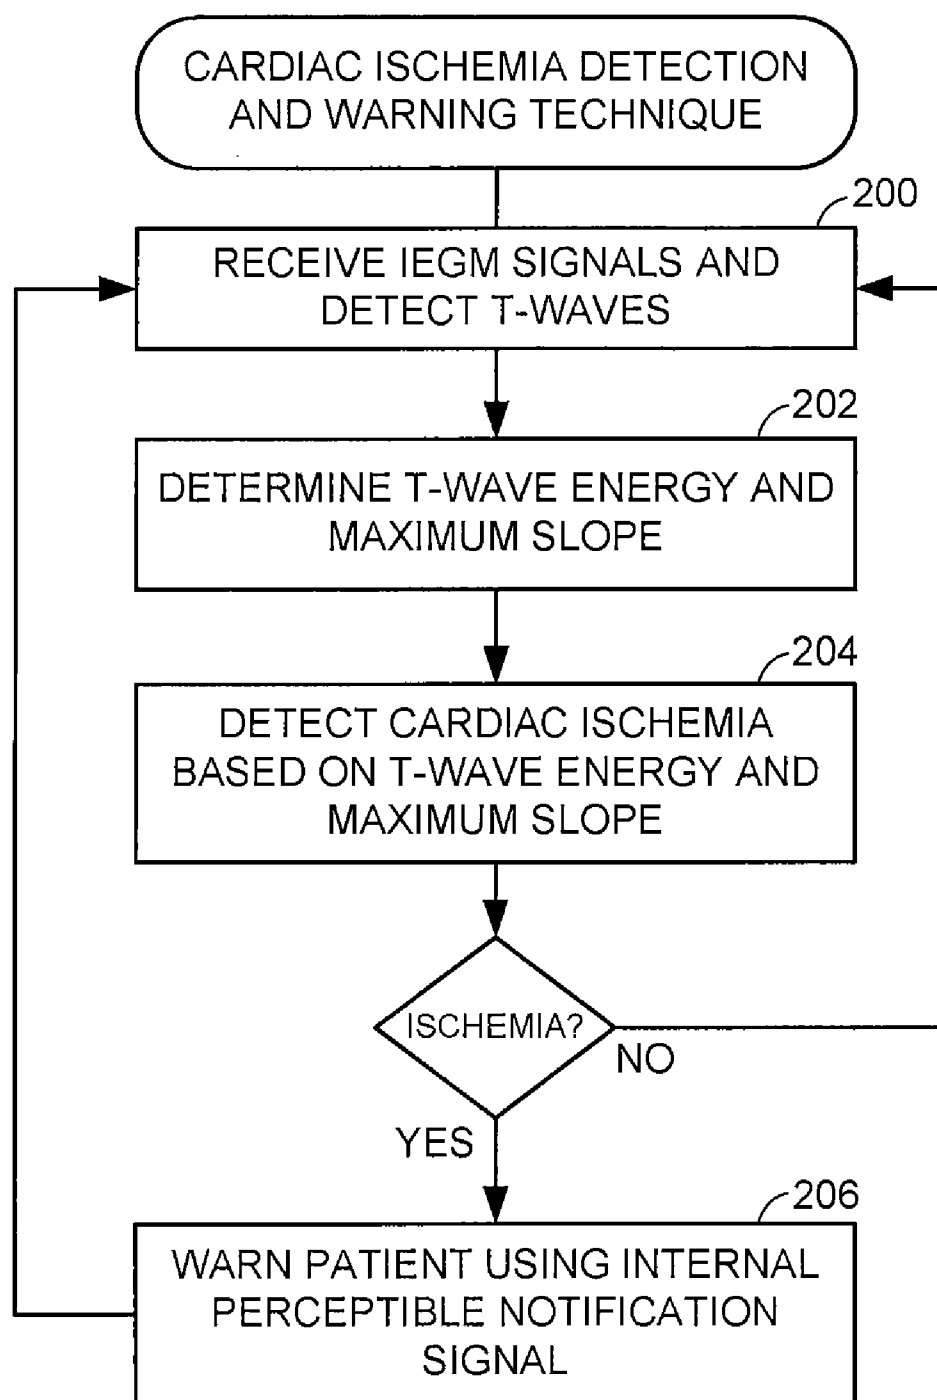 CARDIAC ISCHEMIA DETECTION
AND WARNING TECHNIQUE
200
RECEIVE IEGM SIGNALS AND
DETECT T-WAVES
202
DETERMINE T-WAVE ENERGY AND
MAXIMUM SLOPE
204
DETECT CARDIAC ISCHEMIA
BASED ON T-WAVE ENERGY AND
MAXIMUM SLOPE
ISCHEMIA?
NO
YES
206
WARN PATIENT USING INTERNAL
PERCEPTIBLE NOTIFICATION
SIGNAL